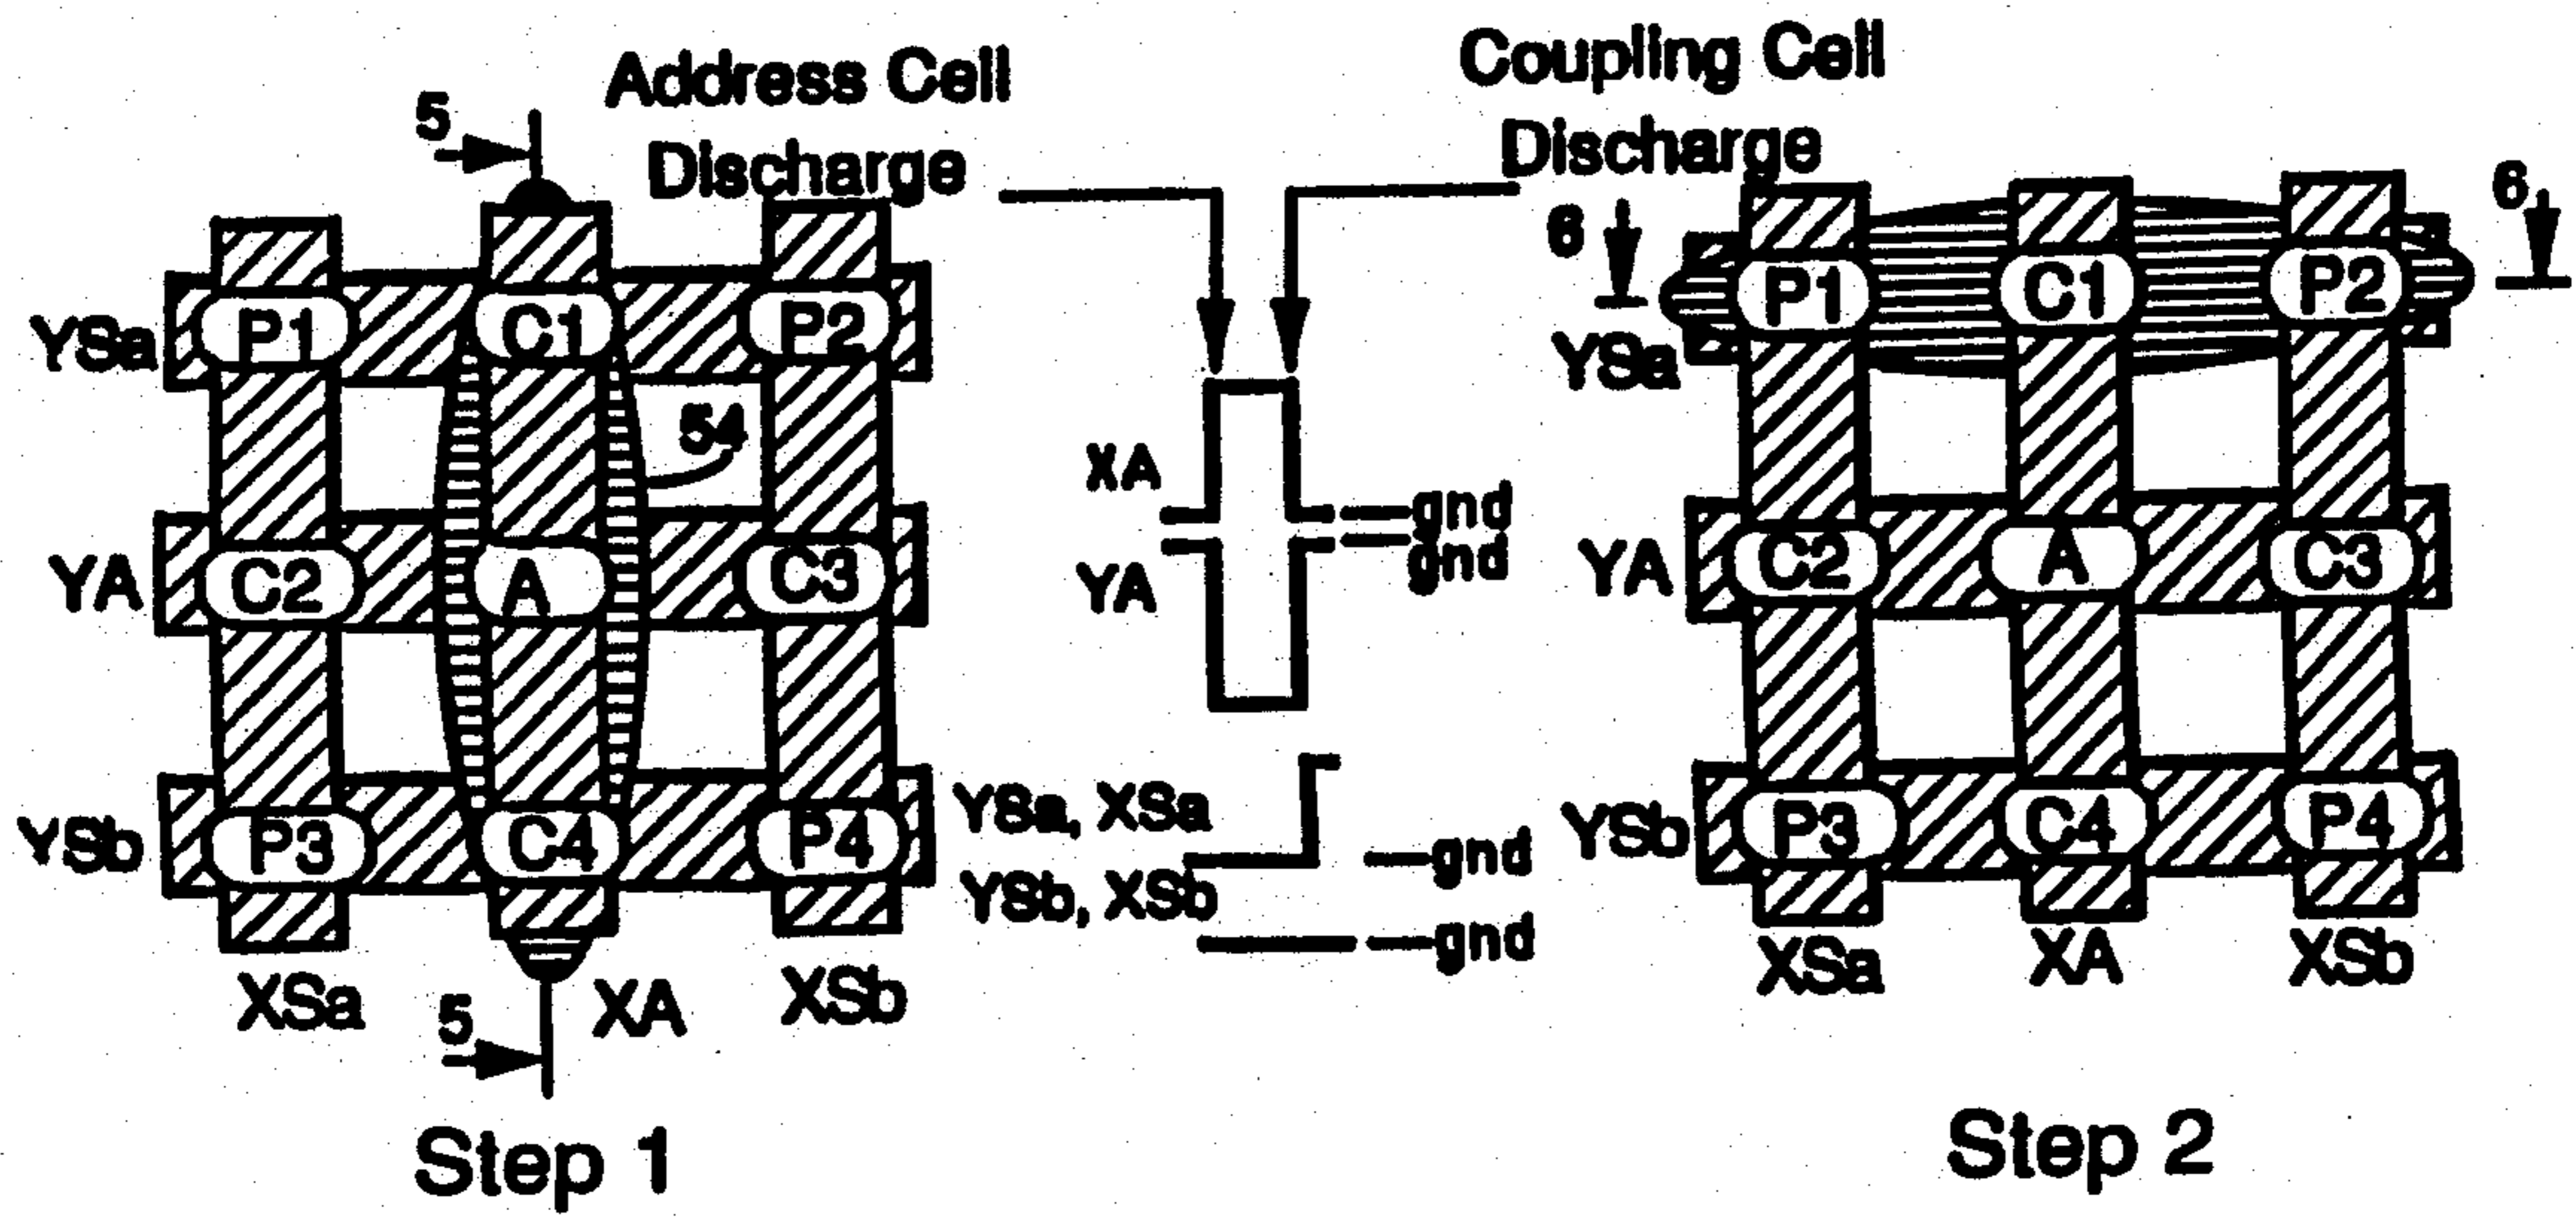 Address Cell
Discharge
5
P1 C1 P2
YSa
54
YA
C2 A C3
YSb
P3 C4 P4
XSa XA XSb
5
Step 1
Coupling Cell
Discharge
XA
gnd
gnd
YA
YSa, XSa
gnd
YSb, XSb
gnd
6
6
P1 C1 P2
YSa
YA
C2 A C3
YSb
P3 C4 P4
XSa XA XSb
Step 2